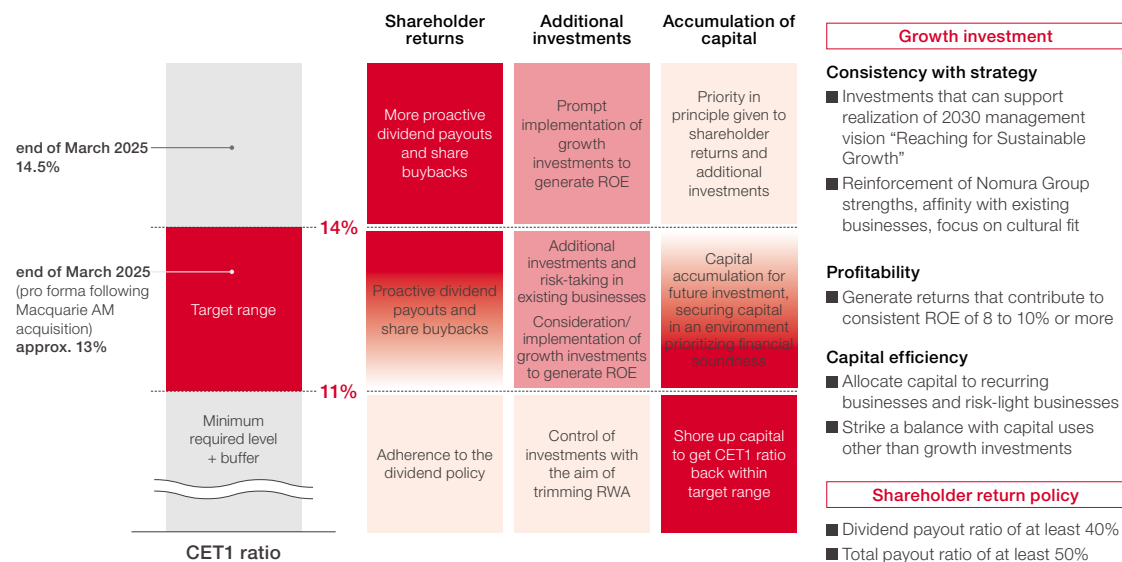 Shareholder
returns
Additional
investments
Accumulation of
capital
end of March 2025
14.5%
14%
end of March 2025
(pro forma following
Macquarie AM
acquisition)
approx. 13%
Target range
11%
Minimum
required level
+ buffer
CET1 ratio
More proactive
dividend payouts
and share
buybacks
Prompt
implementation of
growth
investments to
generate ROE
Priority in
principle given to
shareholder
returns and
additional
investments
Proactive dividend
payouts and
share buybacks
Additional
investments and
risk-taking in
existing businesses
Consideration/
implementation of
growth investments
to generate ROE
Capital
accumulation for
future investment,
securing capital
in an environment
prioritizing financial
soundness
Adherence to the
dividend policy
Control of
investments with
the aim of
trimming RWA
Shore up capital
to get CET1 ratio
back within
target range
Growth investment
Consistency with strategy
■ Investments that can support
realization of 2030 management
vision “Reaching for Sustainable
Growth”
■ Reinforcement of Nomura Group
strengths, affinity with existing
businesses, focus on cultural fit
Profitability
■ Generate returns that contribute to
consistent ROE of 8 to 10% or more
Capital efficiency
■ Allocate capital to recurring
businesses and risk-light businesses
■ Strike a balance with capital uses
other than growth investments
Shareholder return policy
■ Dividend payout ratio of at least 40%
■ Total payout ratio of at least 50%